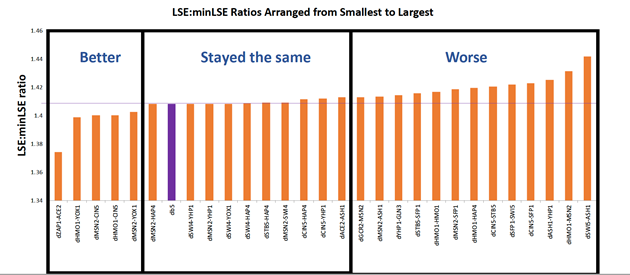 LSE:minLSE Ratios Arranged from Smallest to Largest
1.46
1.44
1.42
1.4
1.38
1.36
1.34
LSE:minLSE ratio
Better
Stayed the same
Worse
dZAP1-ACE2
dHMO1-YOX1
dMSN2-CIN5
dHMO1-CIN5
dMSN2-YOX1
dMSN2-HAP4
db5
dSWI4-YHP1
dMSN2-YHP1
dSWI4-YOX1
dSWI4-HAP4
dSTB5-HAP4
dMSN2-SWI4
dCIN5-HAP4
dCIN5-YHP1
dACE2-ASH1
dGCR2-MSN2
dMSN2-ASH1
dYHP1-GLN3
dSTB5-SFP1
dHMO1-HMO1
dMSN2-SFP1
dHMO1-HAP4
dCIN5-STB5
dSFP1-SWI5
dCIN5-SFP1
dASH1-YHP1
dHMO1-MSN2
dSWI5-ASH1